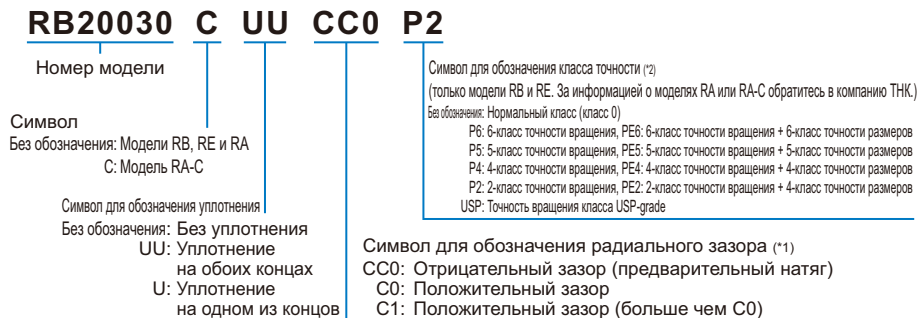 RB20030 C UU CC0 P2
Номер модели
Символ
Без обозначения: Модели RB, RE и RA
C: Модель RA-C
Символ для обозначения уплотнения
Без обозначения: Без уплотнения
UU: Уплотнение
на обоих концах
U: Уплотнение
на одном из концов
Символ для обозначения радиального зазора (*1)
CC0: Отрицательный зазор (предварительный натяг)
C0: Положительный зазор
C1: Положительный зазор (больше чем C0)
Символ для обозначения класса точности (*2)
(только модели RB и RE. За информацией о моделях RA или RA-C обратитесь в компанию ТНК.)
Без обозначения: Нормальный класс (класс 0)
P6: 6-класс точности вращения, PE6: 6-класс точности вращения + 6-класс точности размеров
P5: 5-класс точности вращения, PE5: 5-класс точности вращения + 5-класс точности размеров
P4: 4-класс точности вращения, PE4: 4-класс точности вращения + 4-класс точности размеров
P2: 2-класс точности вращения, PE2: 2-класс точности вращения + 4-класс точности размеров
USP: Точность вращения класса USP-grade